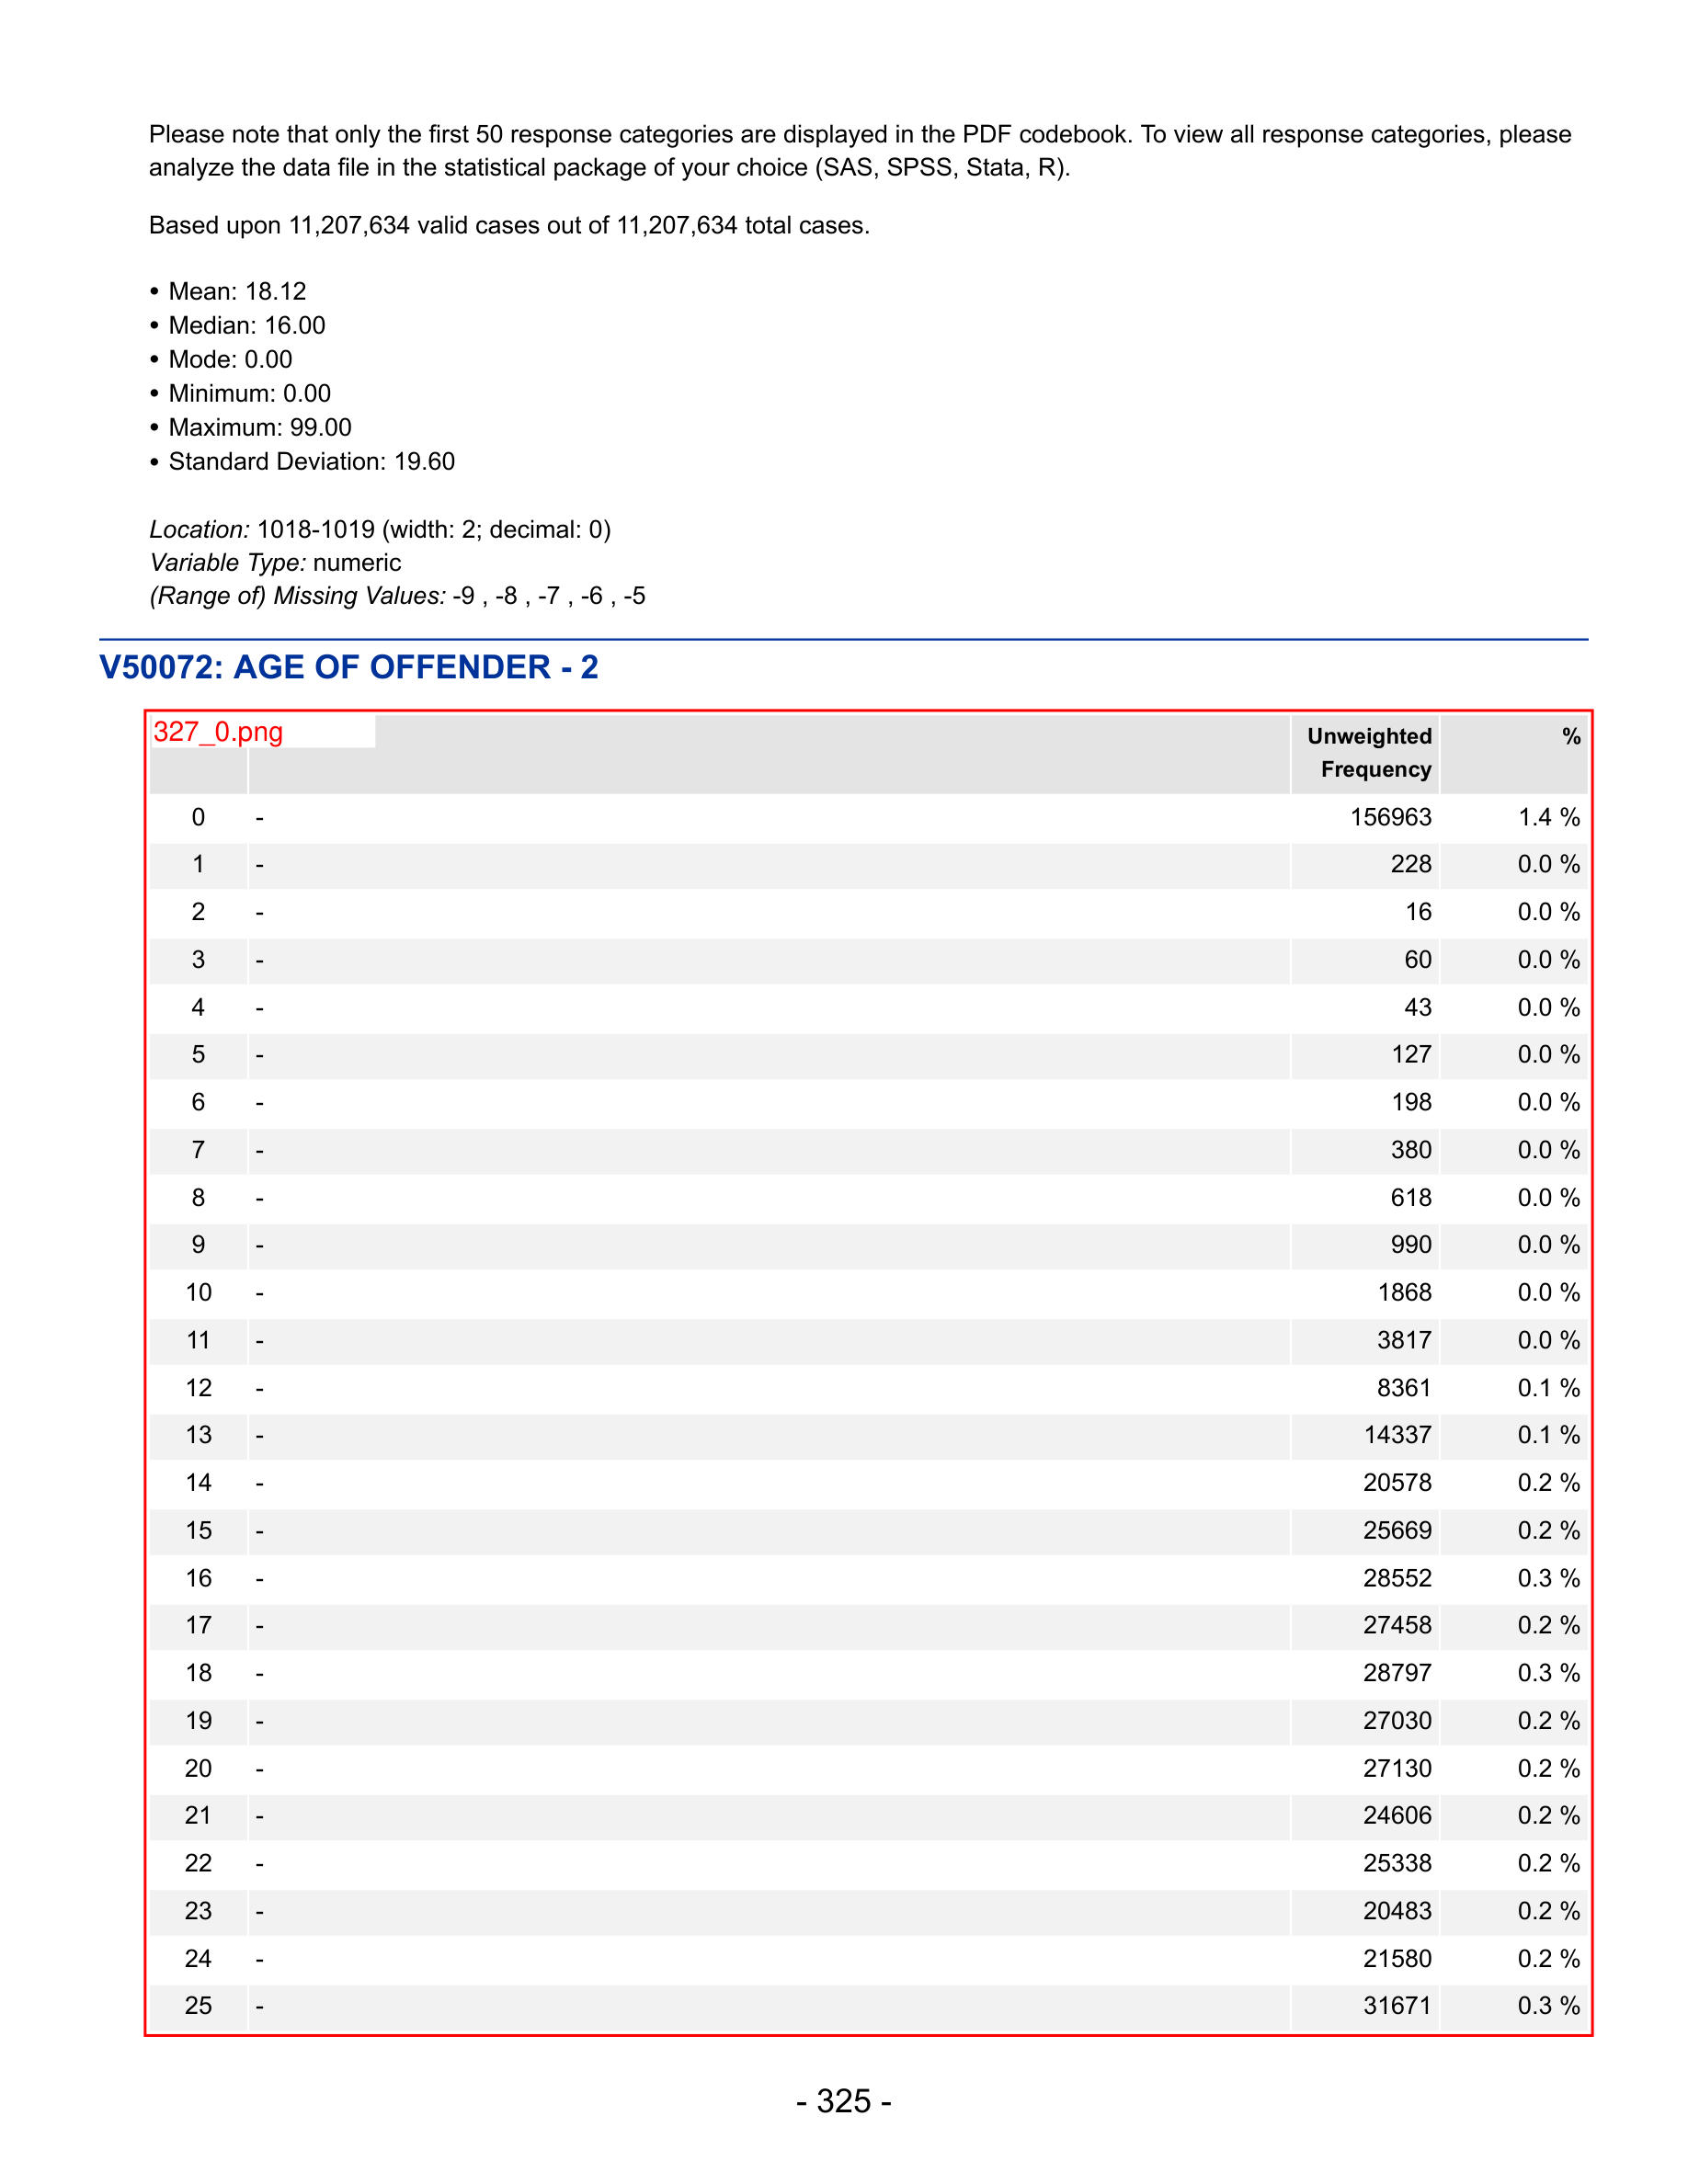 Please note that only the first 50 response categories are displayed in the PDF codebook. To view all response categories, please
analyze the data file in the statistical package of your choice (SAS, SPSS, Stata, R).
Based upon 11,207,634 valid cases out of 11,207,634 total cases.
• Mean: 18.12
• Median: 16.00
• Mode: 0.00
• Minimum: 0.00
• Maximum: 99.00
• Standard Deviation: 19.60
Location: 1018-1019 (width: 2; decimal: 0)
Variable Type: numeric
(Range of) Missing Values: -9 , -8 , -7 , -6 , -5
V50072: AGE OF OFFENDER - 2
327_0.png
Unweighted Frequency %
0 - 156963 1.4 %
1 - 228 0.0 %
2 - 16 0.0 %
3 - 60 0.0 %
4 - 43 0.0 %
5 - 127 0.0 %
6 - 198 0.0 %
7 - 380 0.0 %
8 - 618 0.0 %
9 - 990 0.0 %
10 - 1868 0.0 %
11 - 3817 0.0 %
12 - 8361 0.1 %
13 - 14337 0.1 %
14 - 20578 0.2 %
15 - 25669 0.2 %
16 - 28552 0.3 %
17 - 27458 0.2 %
18 - 28797 0.3 %
19 - 27030 0.2 %
20 - 27130 0.2 %
21 - 24606 0.2 %
22 - 25338 0.2 %
23 - 20483 0.2 %
24 - 21580 0.2 %
25 - 31671 0.3 %
- 325 -